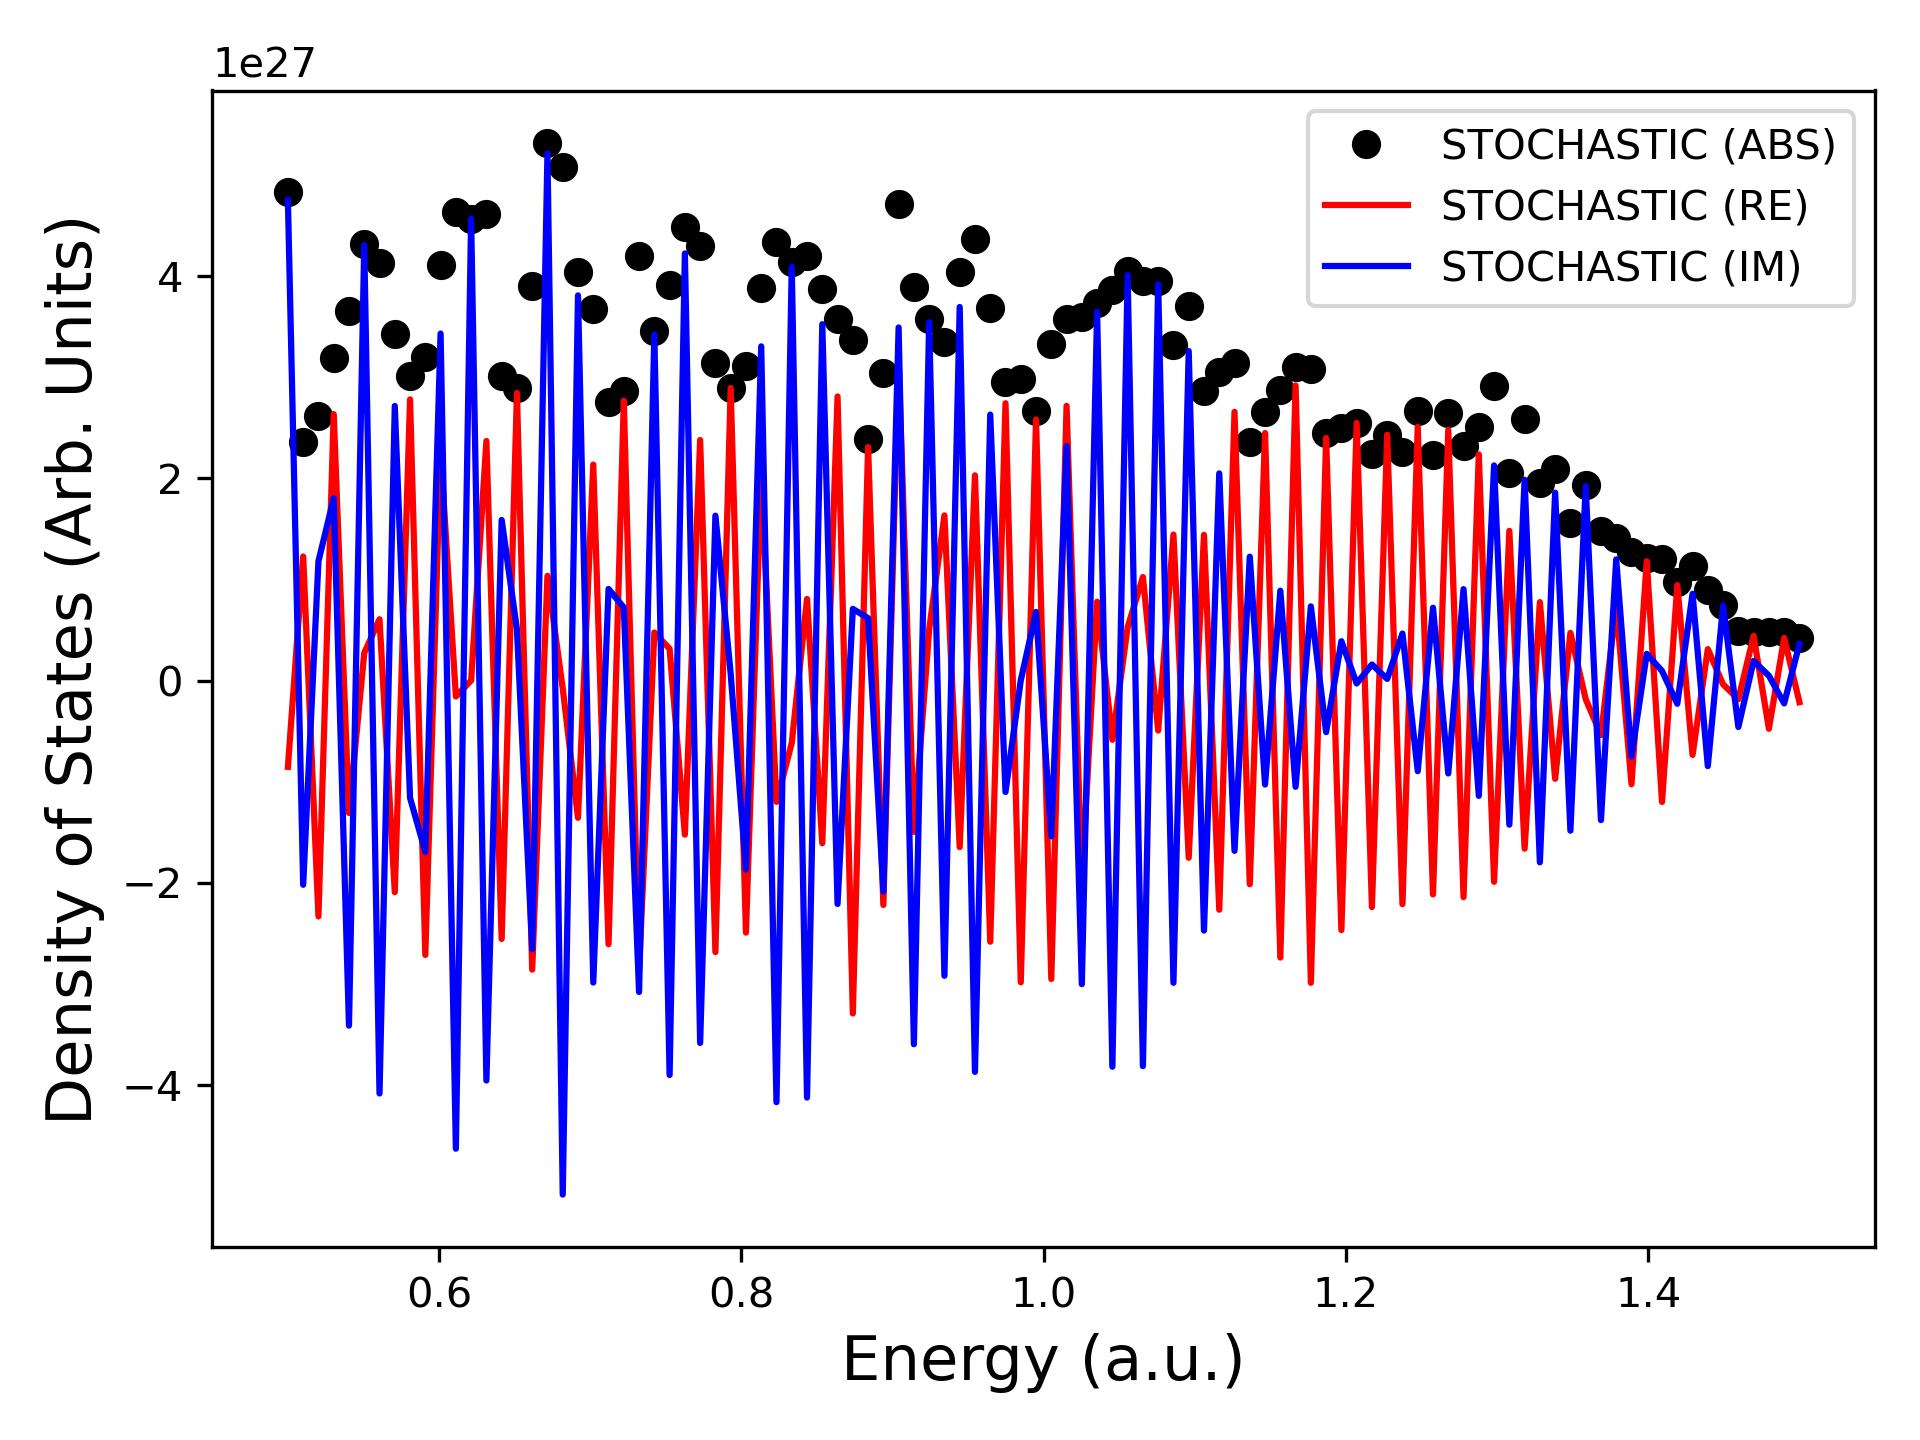 1e27
STOCHASTIC (ABS)
STOCHASTIC (RE)
STOCHASTIC (IM)
Density of States (Arb. Units)
4
2
0
−2
−4
0.6 0.8 1.0 1.2 1.4
Energy (a.u.)